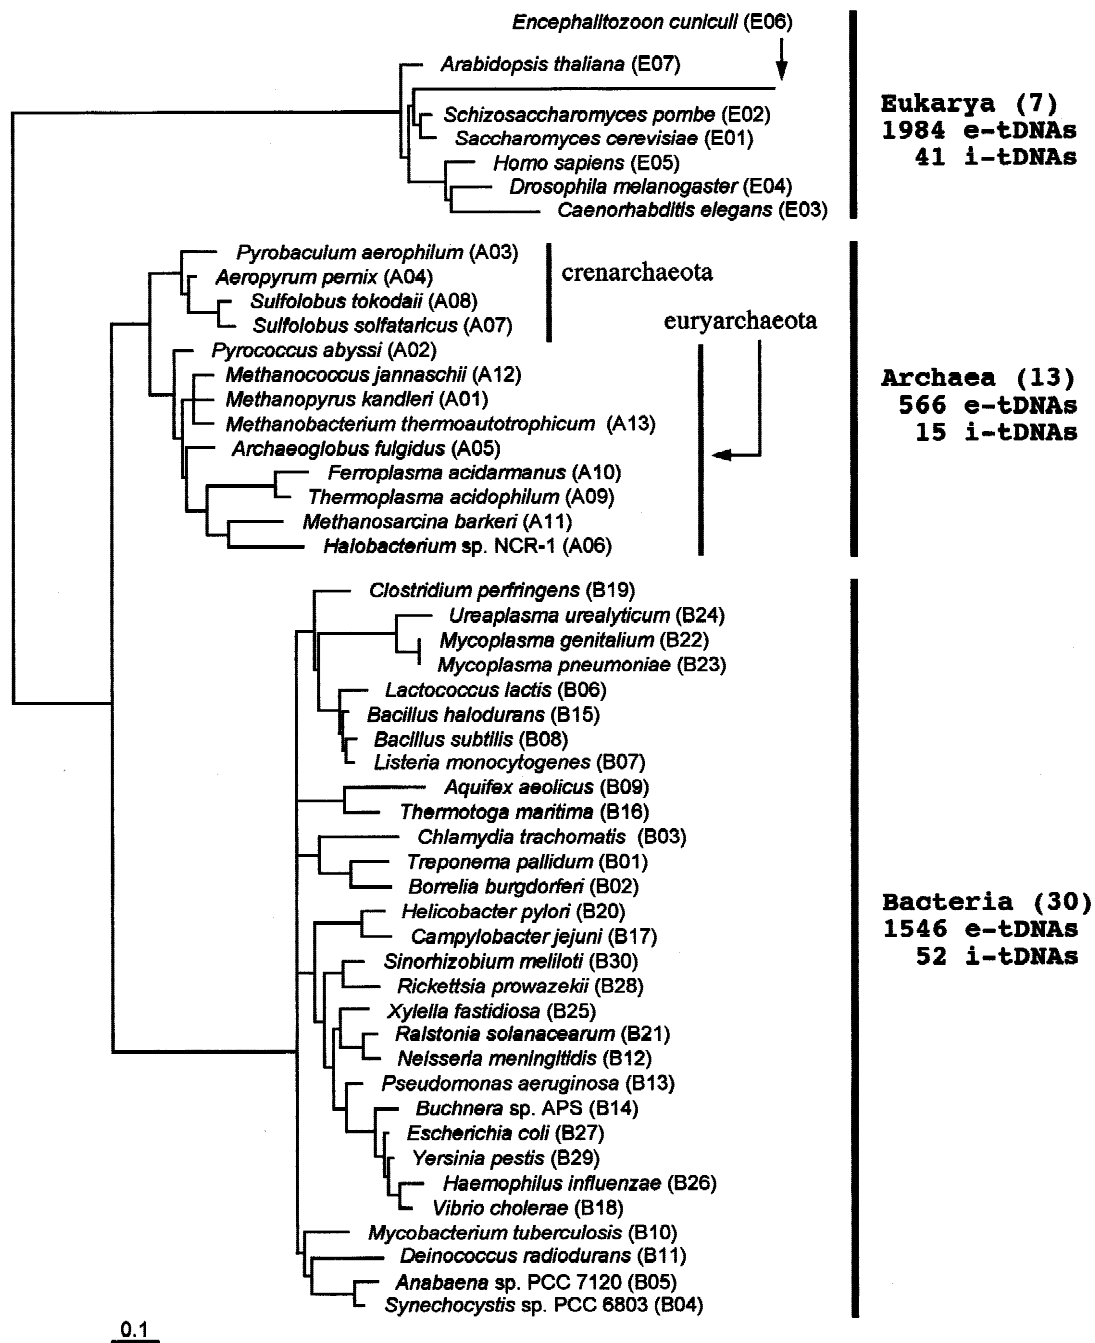 Encephalitozoon cuniculi (E06)
Arabidopsis thaliana (E07)
Schizosaccharomyces pombe (E02)
Saccharomyces cerevisiae (E01)
Homo sapiens (E05)
Drosophila melanogaster (E04)
Caenorhabditis elegans (E03)
Eukarya (7)
1984 e-tDNAs
41 i-tDNAs
Pyrobaculum aerophilum (A03)
Aeropyrum pernix (A04)
Sulfolobus tokodaii (A08)
Sulfolobus solfataricus (A07)
crenarchaeota
euryarchaeota
Pyrococcus abyssi (A02)
Methanococcus jannaschii (A12)
Methanopyrus kandleri (A01)
Methanobacterium thermoautotrophicum (A13)
Archaeoglobus fulgidus (A05)
Ferroplasma acidarmanus (A10)
Thermoplasma acidophilum (A09)
Methanosarcina barkeri (A11)
Halobacterium sp. NCR-1 (A06)
Archaea (13)
566 e-tDNAs
15 i-tDNAs
Clostridium perfringens (B19)
Ureaplasma urealyticum (B24)
Mycoplasma genitalium (B22)
Mycoplasma pneumoniae (B23)
Lactococcus lactis (B06)
Bacillus halodurans (B15)
Bacillus subtilis (B08)
Listeria monocytogenes (B07)
Aquifex aeolicus (B09)
Thermotoga maritima (B16)
Chlamydia trachomatis (B03)
Treponema pallidum (B01)
Borrelia burgdorferi (B02)
Helicobacter pylori (B20)
Campylobacter jejuni (B17)
Sinorhizobium meliloti (B30)
Rickettsia prowazekii (B28)
Xylella fastidiosa (B25)
Ralstonia solanacearum (B21)
Neisseria meningitidis (B12)
Pseudomonas aeruginosa (B13)
Buchnera sp. APS (B14)
Escherichia coli (B27)
Yersinia pestis (B29)
Haemophilus influenzae (B26)
Vibrio cholerae (B18)
Mycobacterium tuberculosis (B10)
Deinococcus radiodurans (B11)
Anabaena sp. PCC 7120 (B05)
Synechocystis sp. PCC 6803 (B04)
Bacteria (30)
1546 e-tDNAs
52 i-tDNAs
0.1